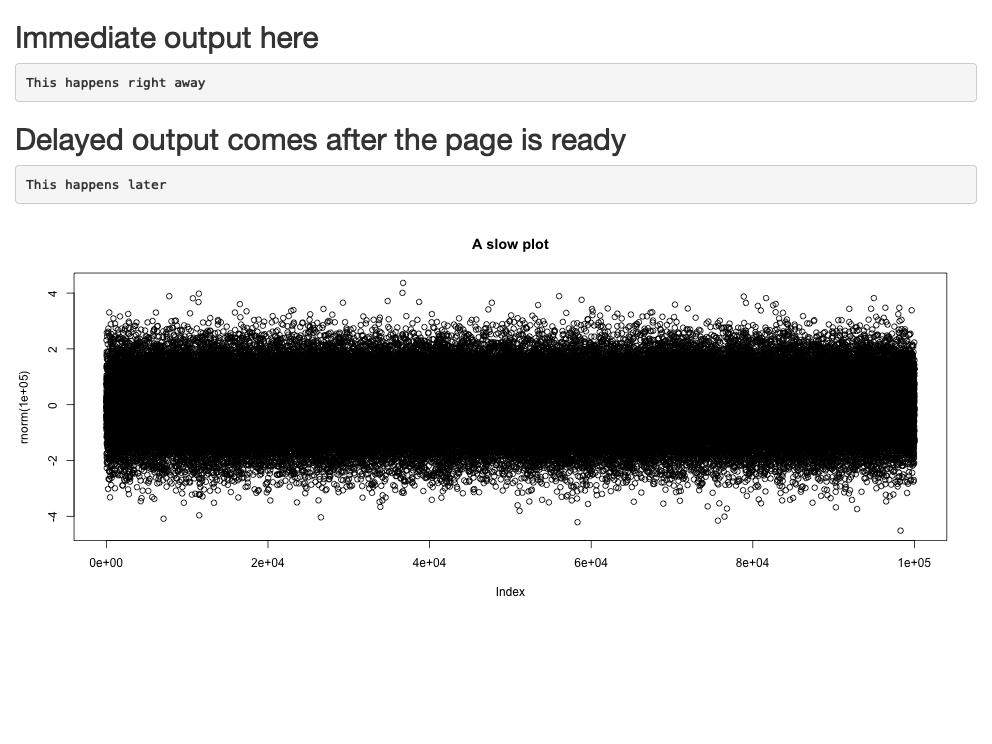 Immediate output here
This happens right away
Delayed output comes after the page is ready
This happens later
A slow plot
4
2
0
-2
-4
rnorm(1e+05)
0e+00 2e+04 4e+04 6e+04 8e+04 1e+05
Index